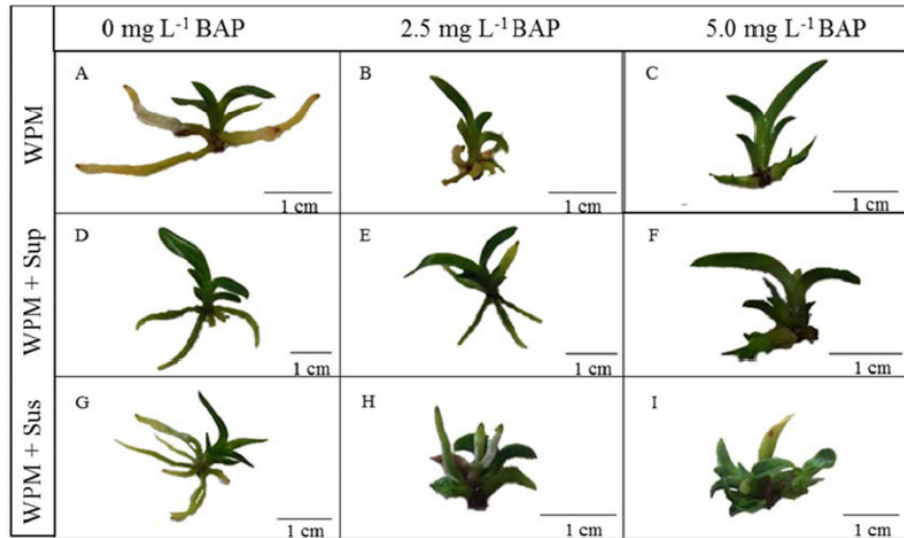 0 mg L⁻¹ BAP 2.5 mg L⁻¹ BAP 5.0 mg L⁻¹ BAP
WPM
A B C
1 cm 1 cm 1 cm
WPM + Sup
D E F
1 cm 1 cm 1 cm
WPM + Sus
G H I
1 cm 1 cm 1 cm